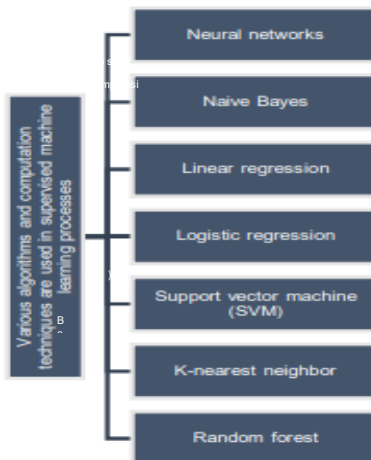 Various algorithms and computation
techniques are used in supervised machine
learning processes
Neural networks
Naive Bayes
Linear regression
Logistic regression
Support vector machine
(SVM)
K-nearest neighbor
Random forest
B
)